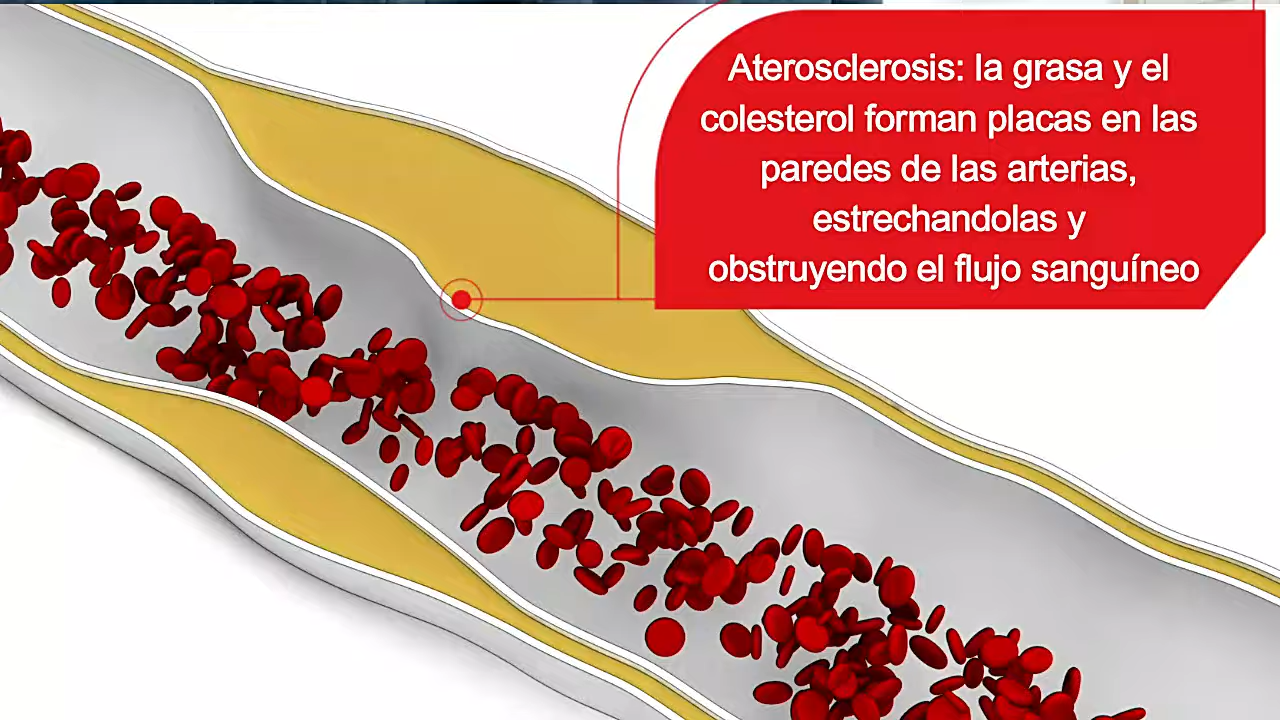 Aterosclerosis: la grasa y el
colesterol forman placas en las
paredes de las arterias,
estrechandolas y
obstruyendo el flujo sanguíneo